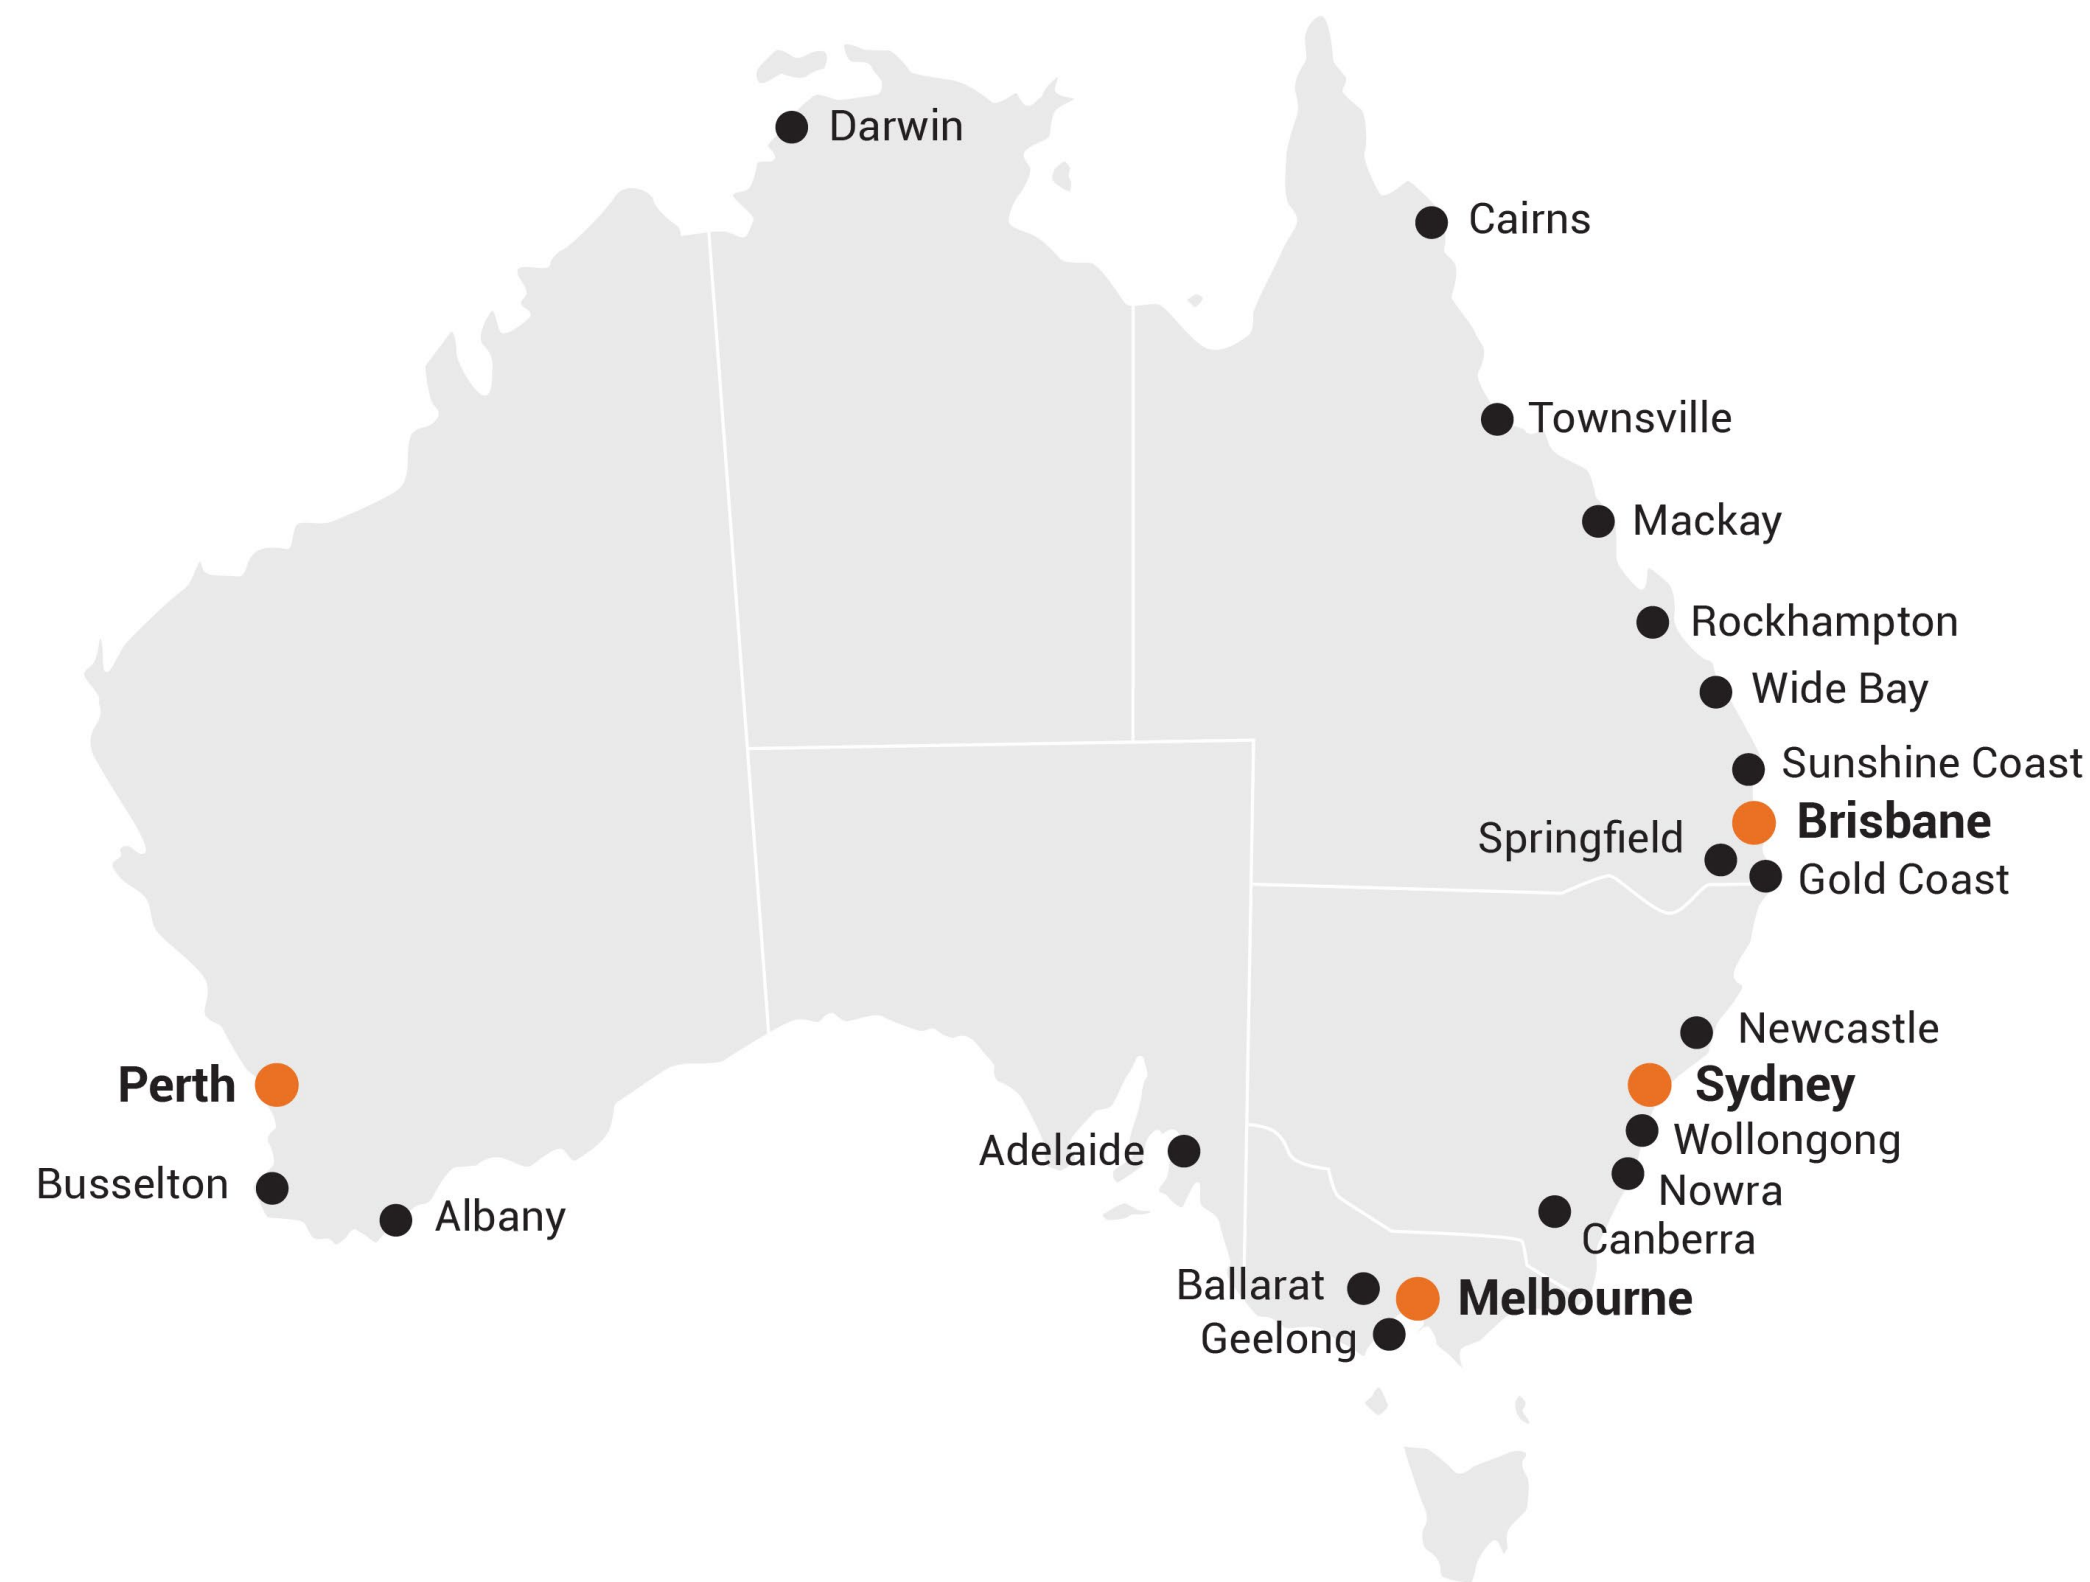 Darwin
Cairns
Townsville
Mackay
Rockhampton
Wide Bay
Sunshine Coast
Brisbane
Springfield
Gold Coast
Newcastle
Perth
Sydney
Wollongong
Adelaide
Busselton
Nowra
Albany
Canberra
Ballarat
Melbourne
Geelong